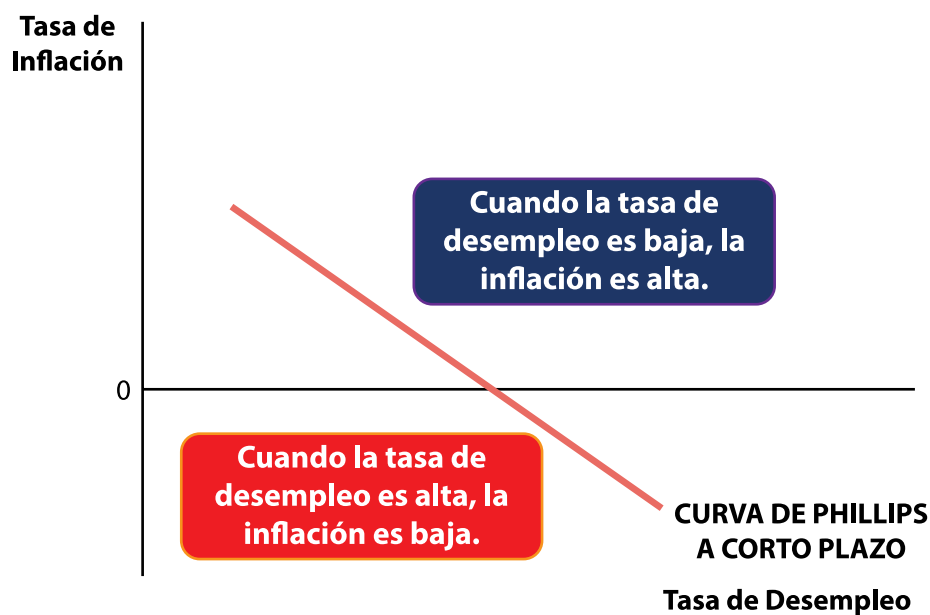 Tasa de
Inflación
Cuando la tasa de
desempleo es baja, la
inflación es alta.
0
Cuando la tasa de
desempleo es alta, la
inflación es baja.
CURVA DE PHILLIPS
A CORTO PLAZO
Tasa de Desempleo